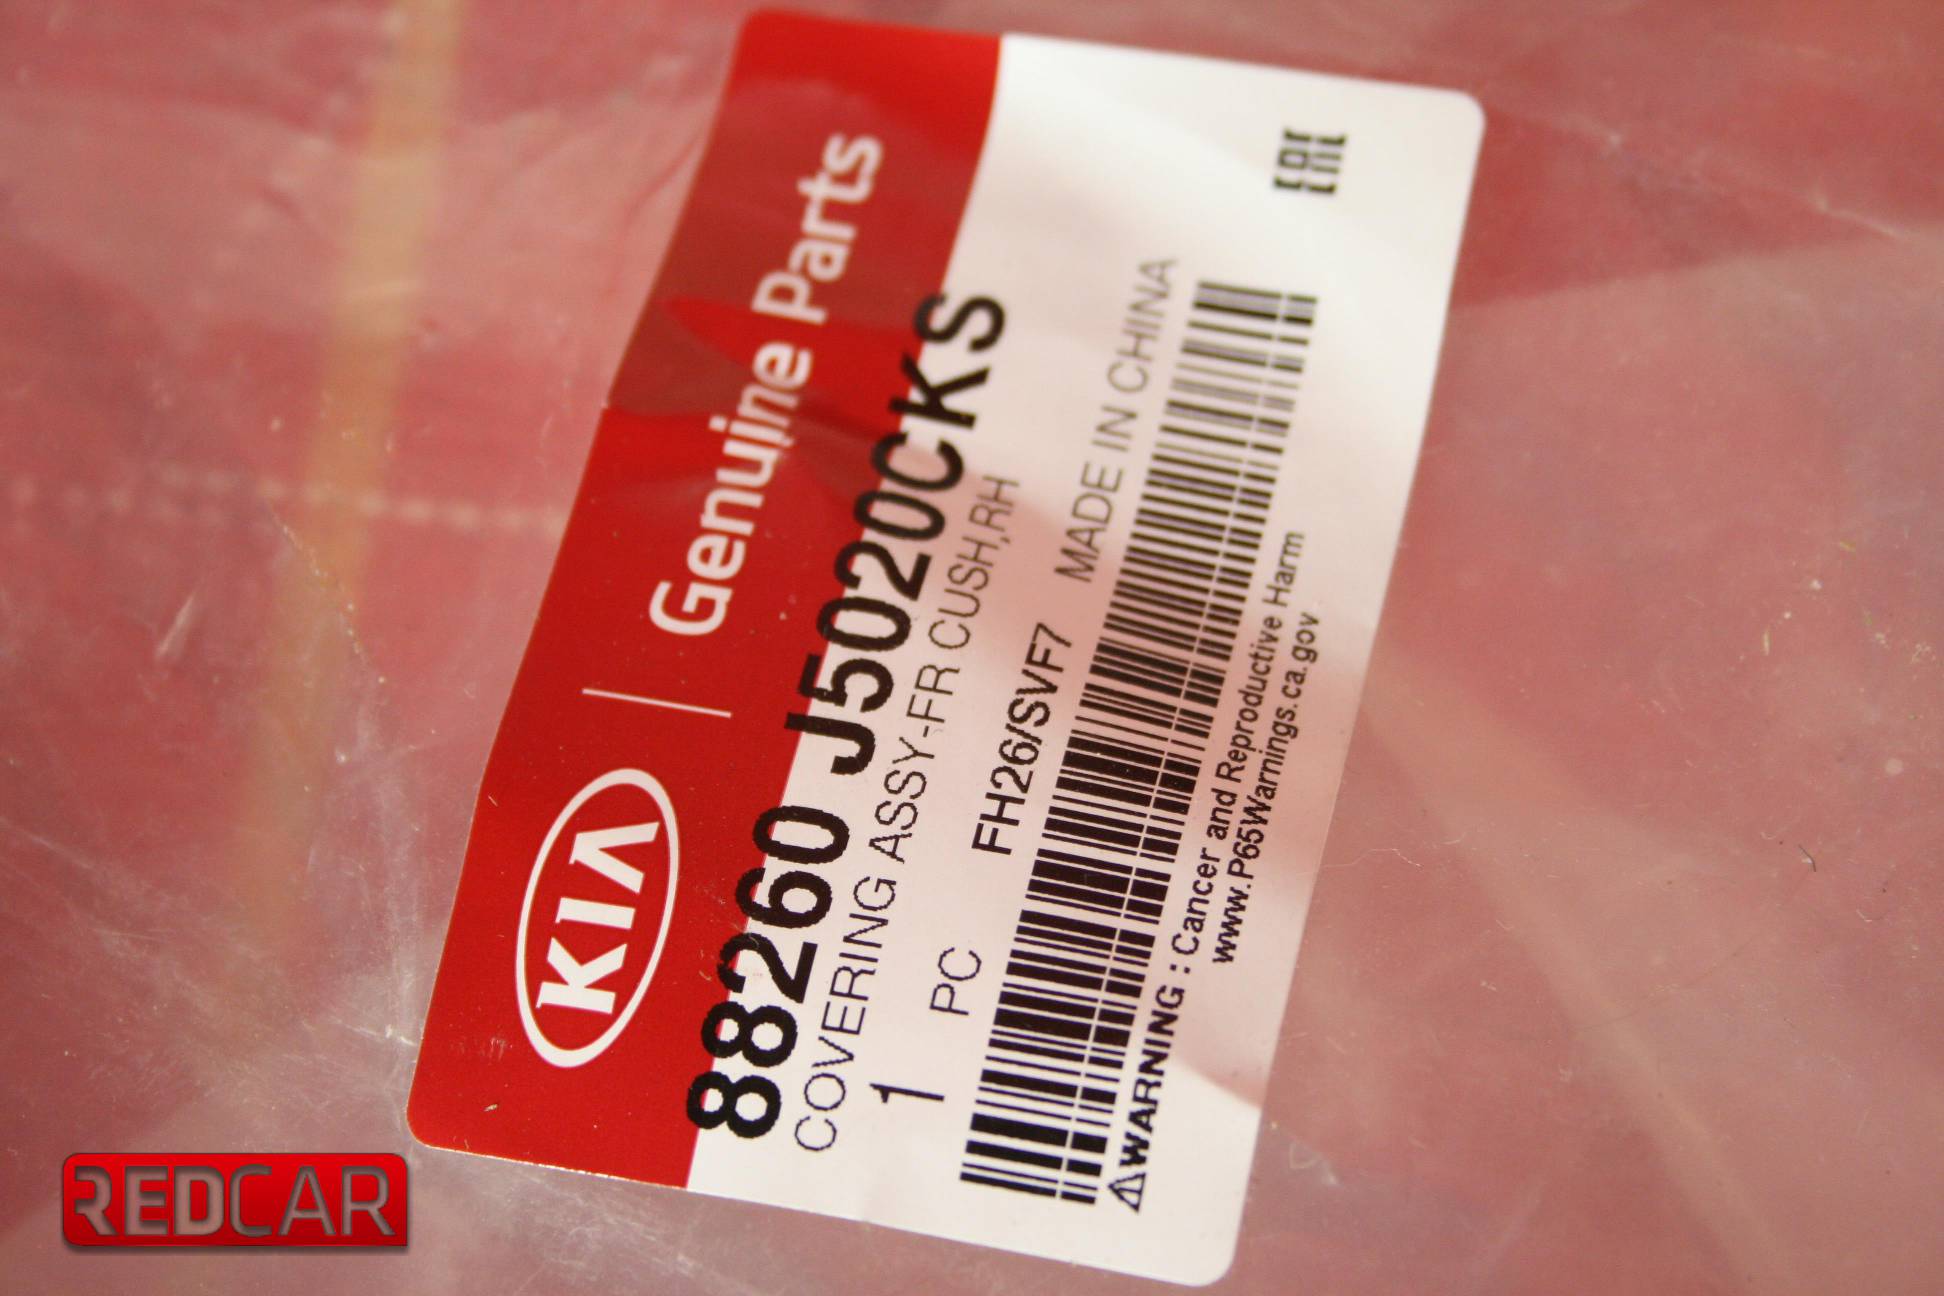 KIA | Genuine Parts
88260 J5020CKS
COVERING ASSY-FR CUSH,RH
1 PC FH26/SVF7 MADE IN CHINA
EAC
⚠WARNING : Cancer and Reproductive Harm
www.P65Warnings.ca.gov
REDCAR